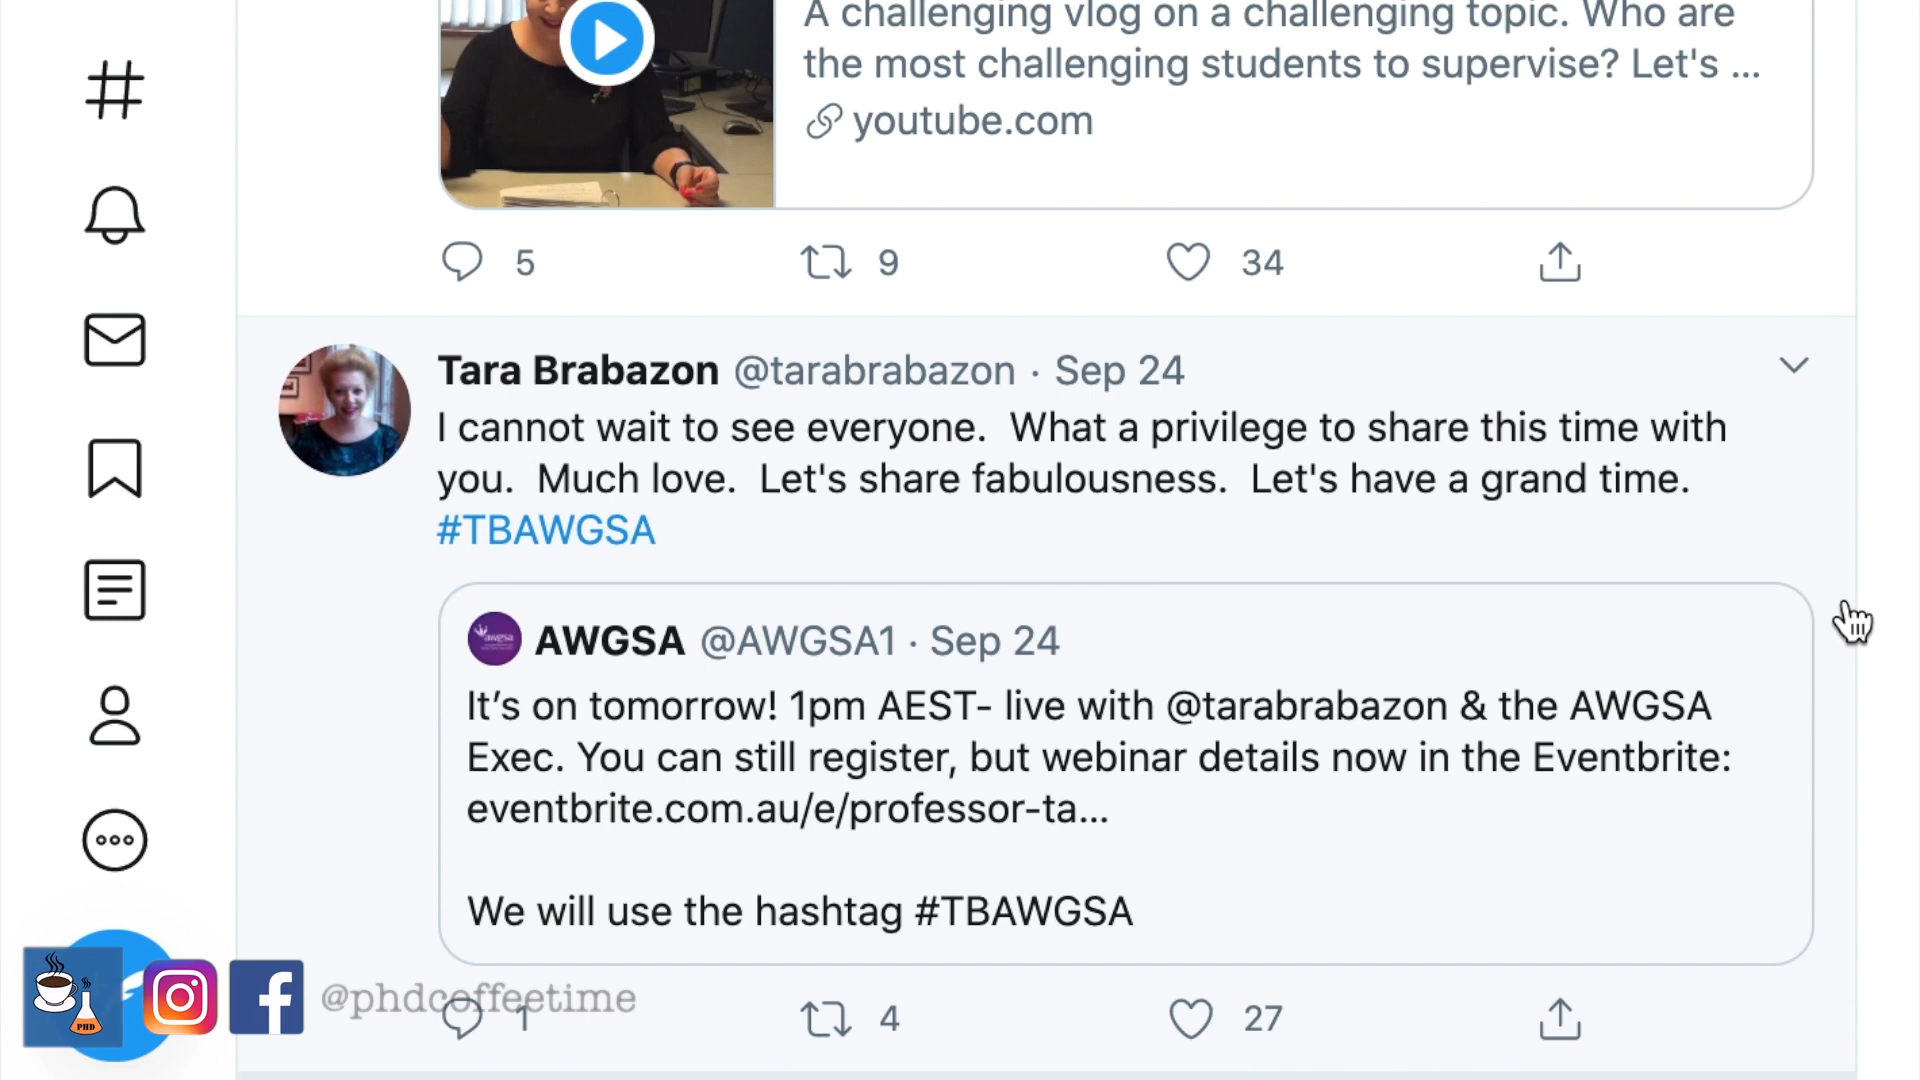 A challenging vlog on a challenging topic. Who are
the most challenging students to supervise? Let's ...
youtube.com
5 9 34
Tara Brabazon @tarabrabazon · Sep 24
I cannot wait to see everyone.  What a privilege to share this time with
you.  Much love.  Let's share fabulousness.  Let's have a grand time.
#TBAWGSA
awgsa
AWGSA @AWGSA1 · Sep 24
It’s on tomorrow! 1pm AEST- live with @tarabrabazon & the AWGSA
Exec. You can still register, but webinar details now in the Eventbrite:
eventbrite.com.au/e/professor-ta...
We will use the hashtag #TBAWGSA
1 4 27
PHD
@phdcoffeetime